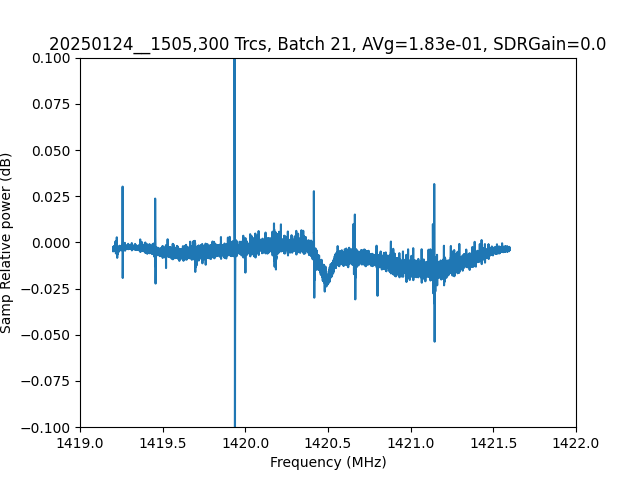 20250124__1505,300 Trcs, Batch 21, AVg=1.83e-01, SDRGain=0.0
0.100
0.075
0.050
0.025
0.000
−0.025
−0.050
−0.075
−0.100
Samp Relative power (dB)
1419.0 1419.5 1420.0 1420.5 1421.0 1421.5 1422.0
Frequency (MHz)